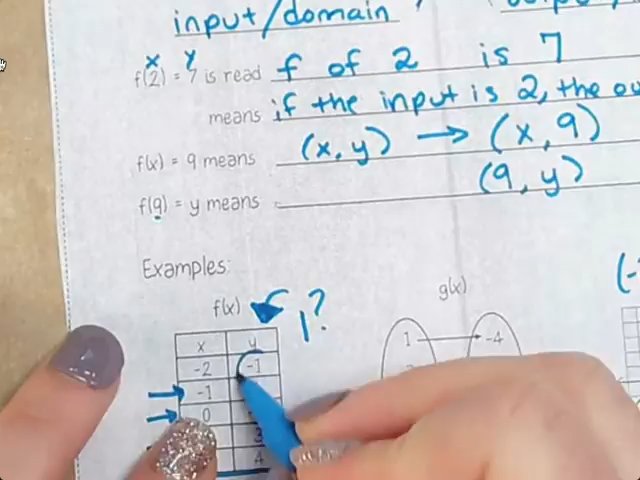 input/domain
x y
f(2) = 7 is read f of 2 is 7
means if the input is 2, the
f(x) = 9 means (x, y) → (x, 9)
f(9) = y means (9, y)
Examples:
f(x) 1? g(x) (-
x y 1 → -4
-2 -1
→ -1
→ 0
3
4